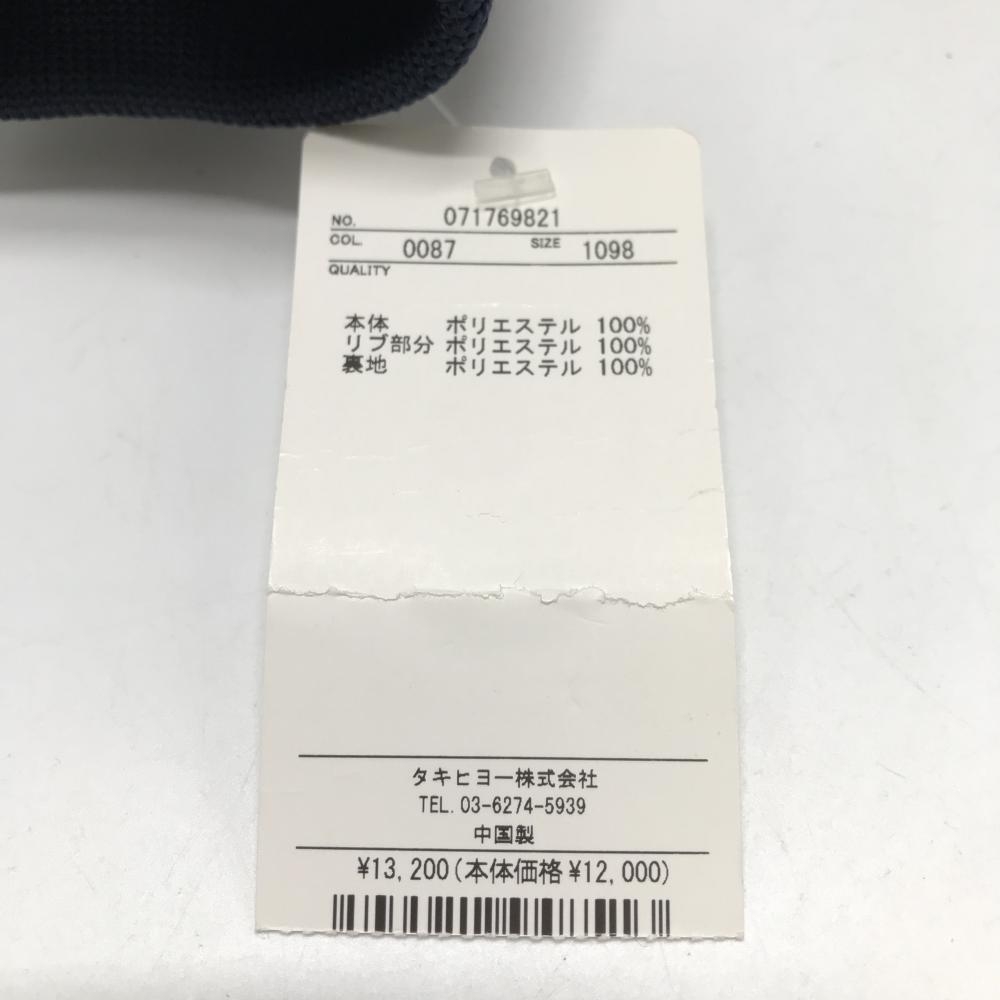 NO. 071769821
COL. 0087 SIZE 1098
QUALITY
本体 ポリエステル 100%
リブ部分 ポリエステル 100%
裏地 ポリエステル 100%
タキヒヨー株式会社
TEL. 03-6274-5939
中国製
¥13,200(本体価格¥12,000)